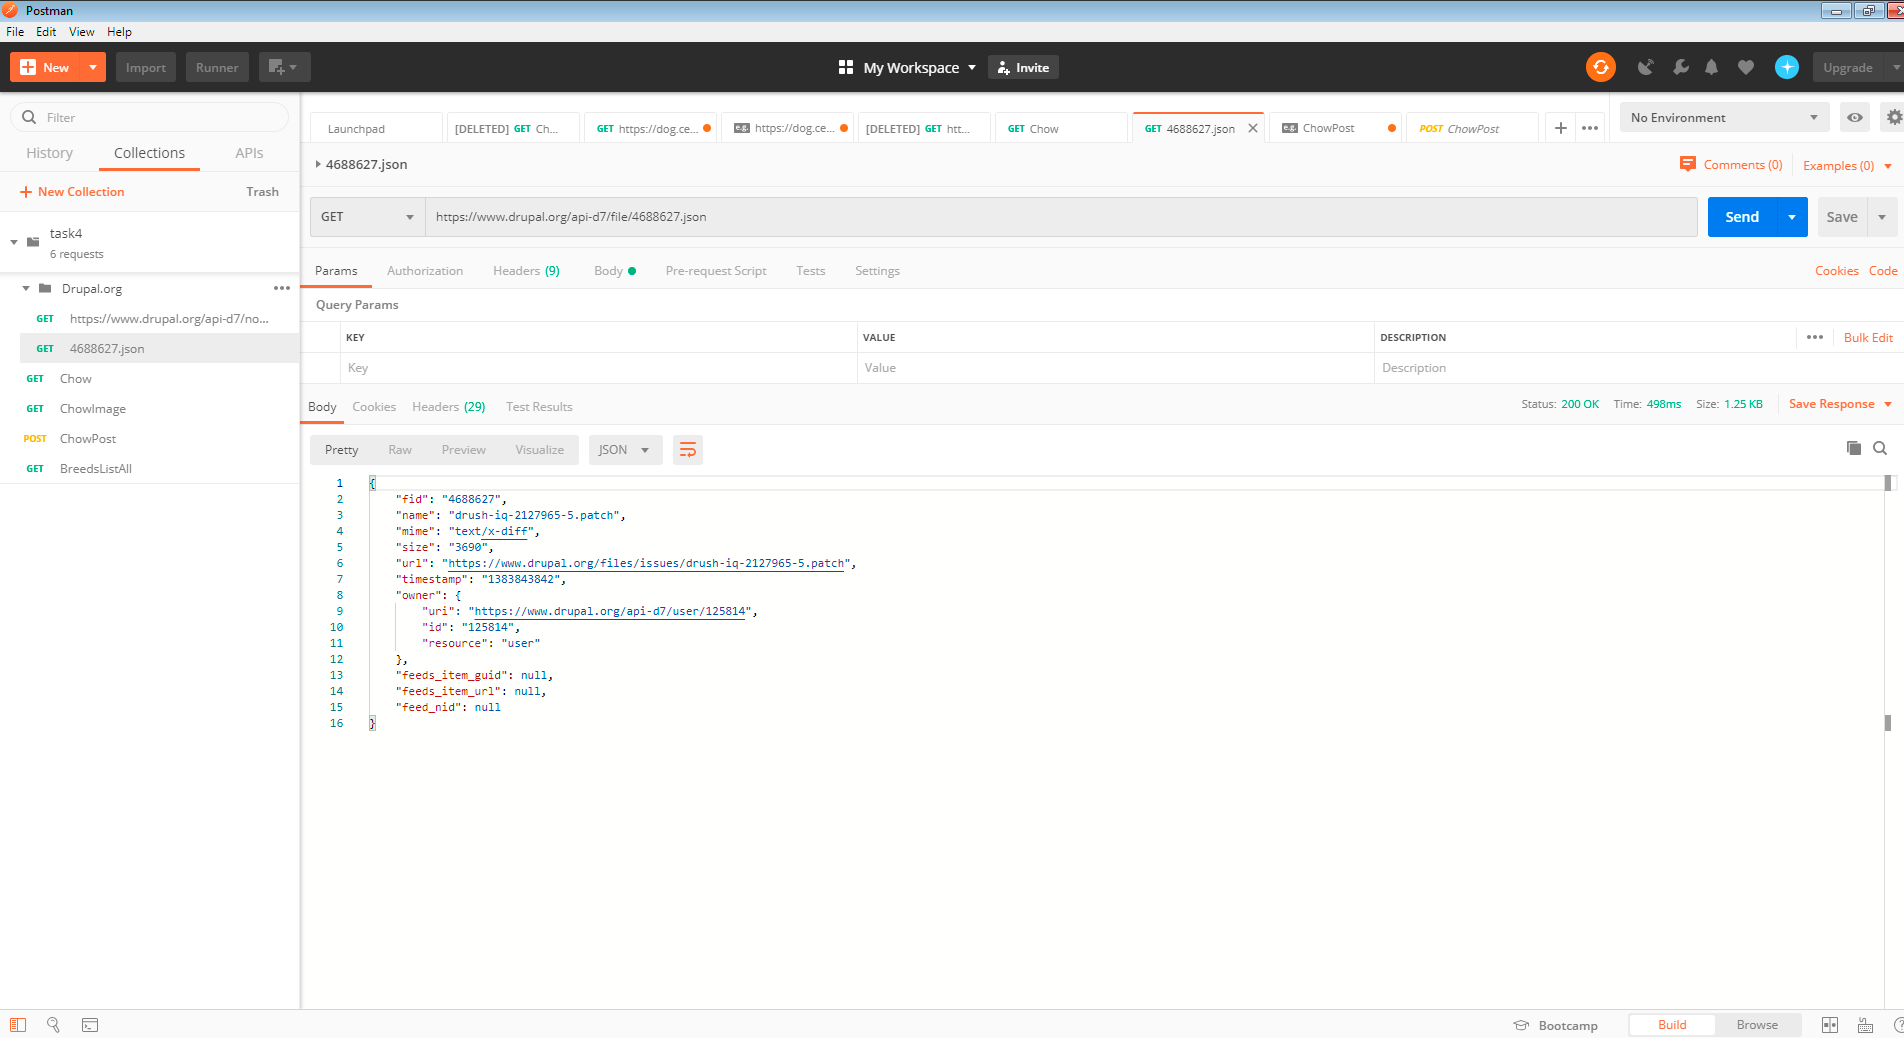 Postman
File Edit View Help
New Import Runner My Workspace Invite Upgrade
Filter
History Collections APIs
New Collection Trash
task4
6 requests
Drupal.org
GET https://www.drupal.org/api-d7/no...
GET 4688627.json
GET Chow
GET ChowImage
POST ChowPost
GET BreedsListAll
Launchpad [DELETED] GET Ch... GET https://dog.ce... e.g. https://dog.ce... [DELETED] GET htt... GET Chow GET 4688627.json e.g. ChowPost POST ChowPost No Environment
4688627.json Comments (0) Examples (0)
GET https://www.drupal.org/api-d7/file/4688627.json Send Save
Params Authorization Headers (9) Body Pre-request Script Tests Settings Cookies Code
Query Params
KEY VALUE DESCRIPTION Bulk Edit
Key Value Description
Body Cookies Headers (29) Test Results Status: 200 OK Time: 498ms Size: 1.25 KB Save Response
Pretty Raw Preview Visualize JSON
1 {
2 "fid": "4688627",
3 "name": "drush-iq-2127965-5.patch",
4 "mime": "text/x-diff",
5 "size": "3690",
6 "url": "https://www.drupal.org/files/issues/drush-iq-2127965-5.patch",
7 "timestamp": "1383843842",
8 "owner": {
9 "uri": "https://www.drupal.org/api-d7/user/125814",
10 "id": "125814",
11 "resource": "user"
12 },
13 "feeds_item_guid": null,
14 "feeds_item_url": null,
15 "feed_nid": null
16 }
Bootcamp Build Browse